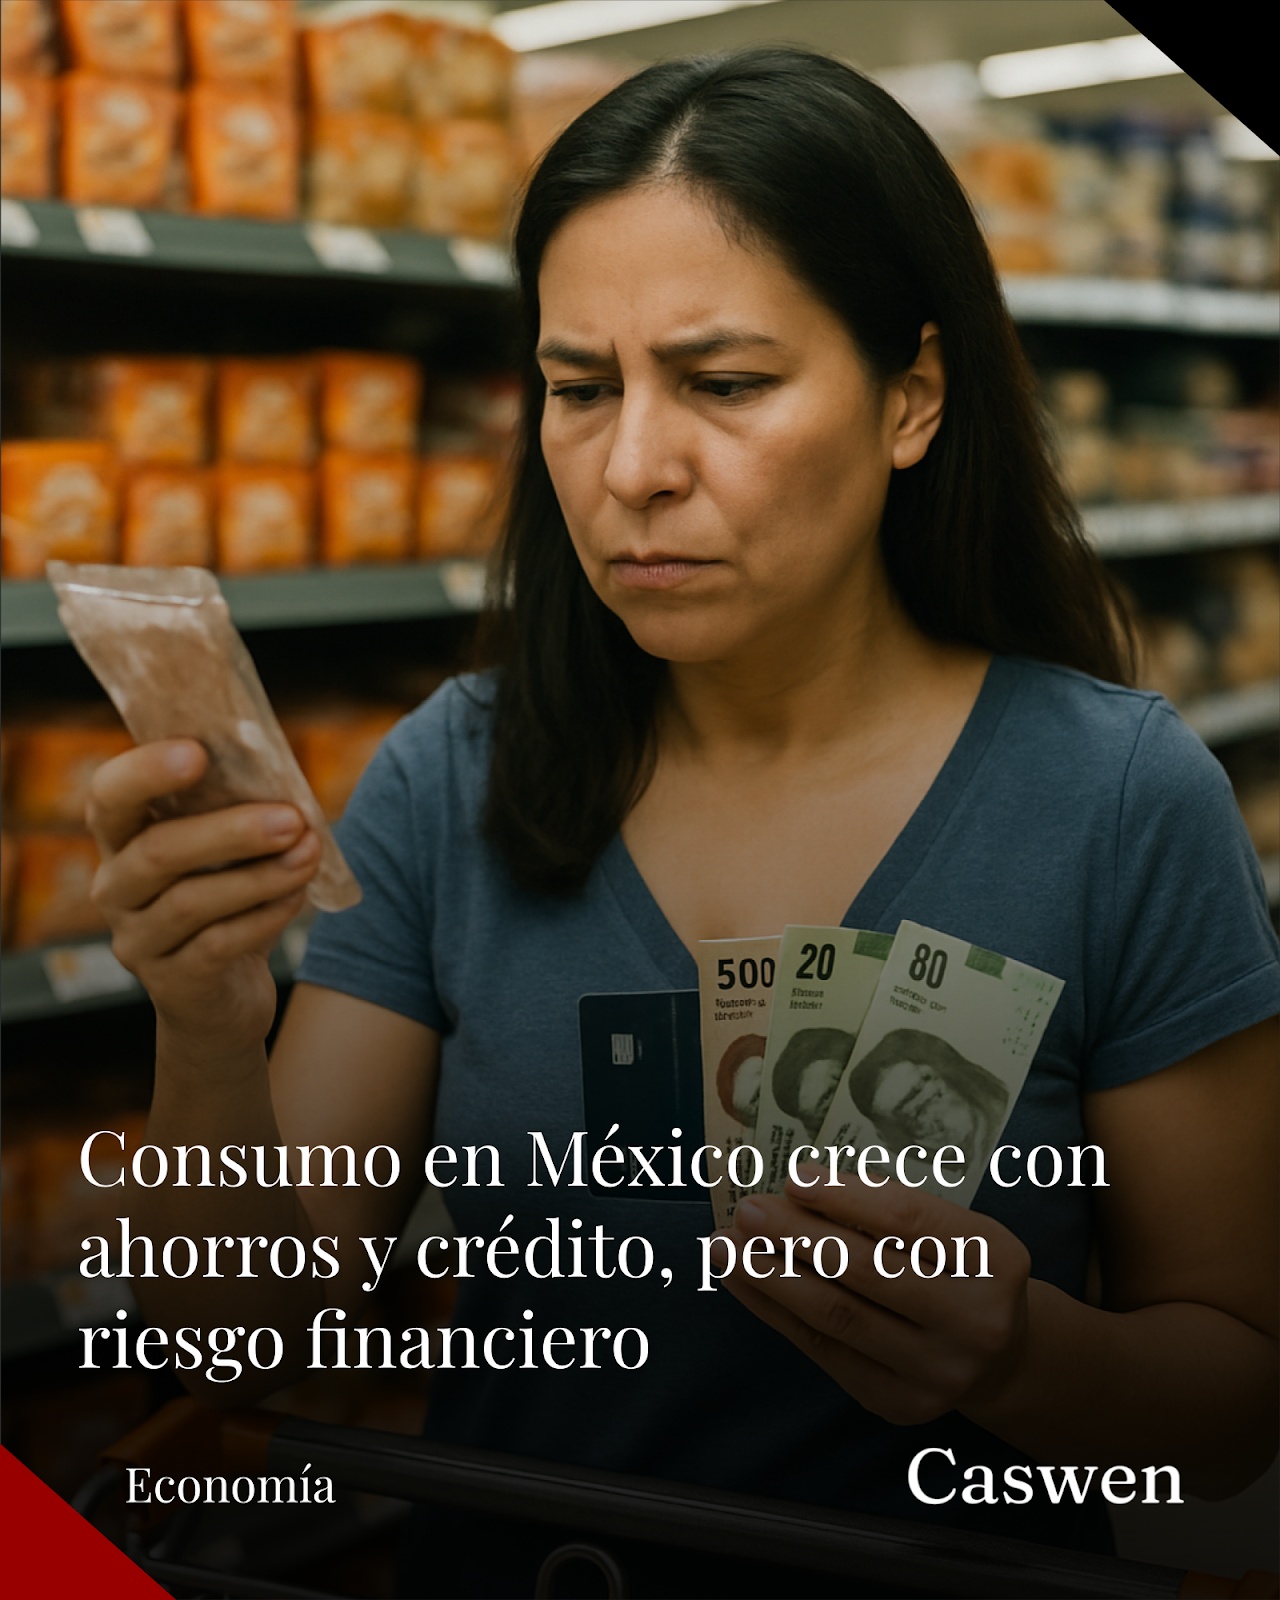 500
20
80
Consumo en México crece con
ahorros y crédito, pero con
riesgo financiero
Economía
Caswen